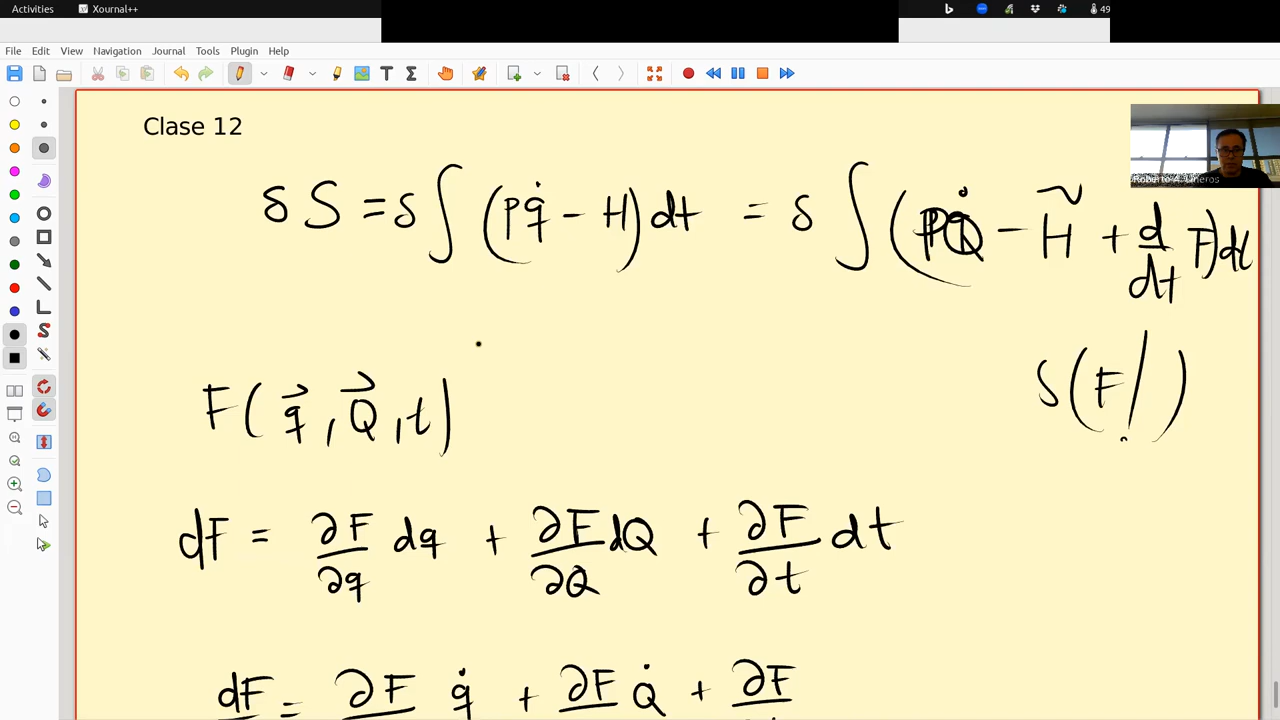 Activities Xournal++ 49
File Edit View Journal Tools Plugin Help
Clase 12
δS = δ∫(pq̇ − H)dt = δ∫(PQ̇ − H̃ + d/dt F)dt
F(q⃗, Q⃗, t)
δ(F| )
dF = ∂F/∂q dq + ∂F/∂Q dQ + ∂F/∂t dt
dF = ∂F q̇ + ∂F Q̇ + ∂F